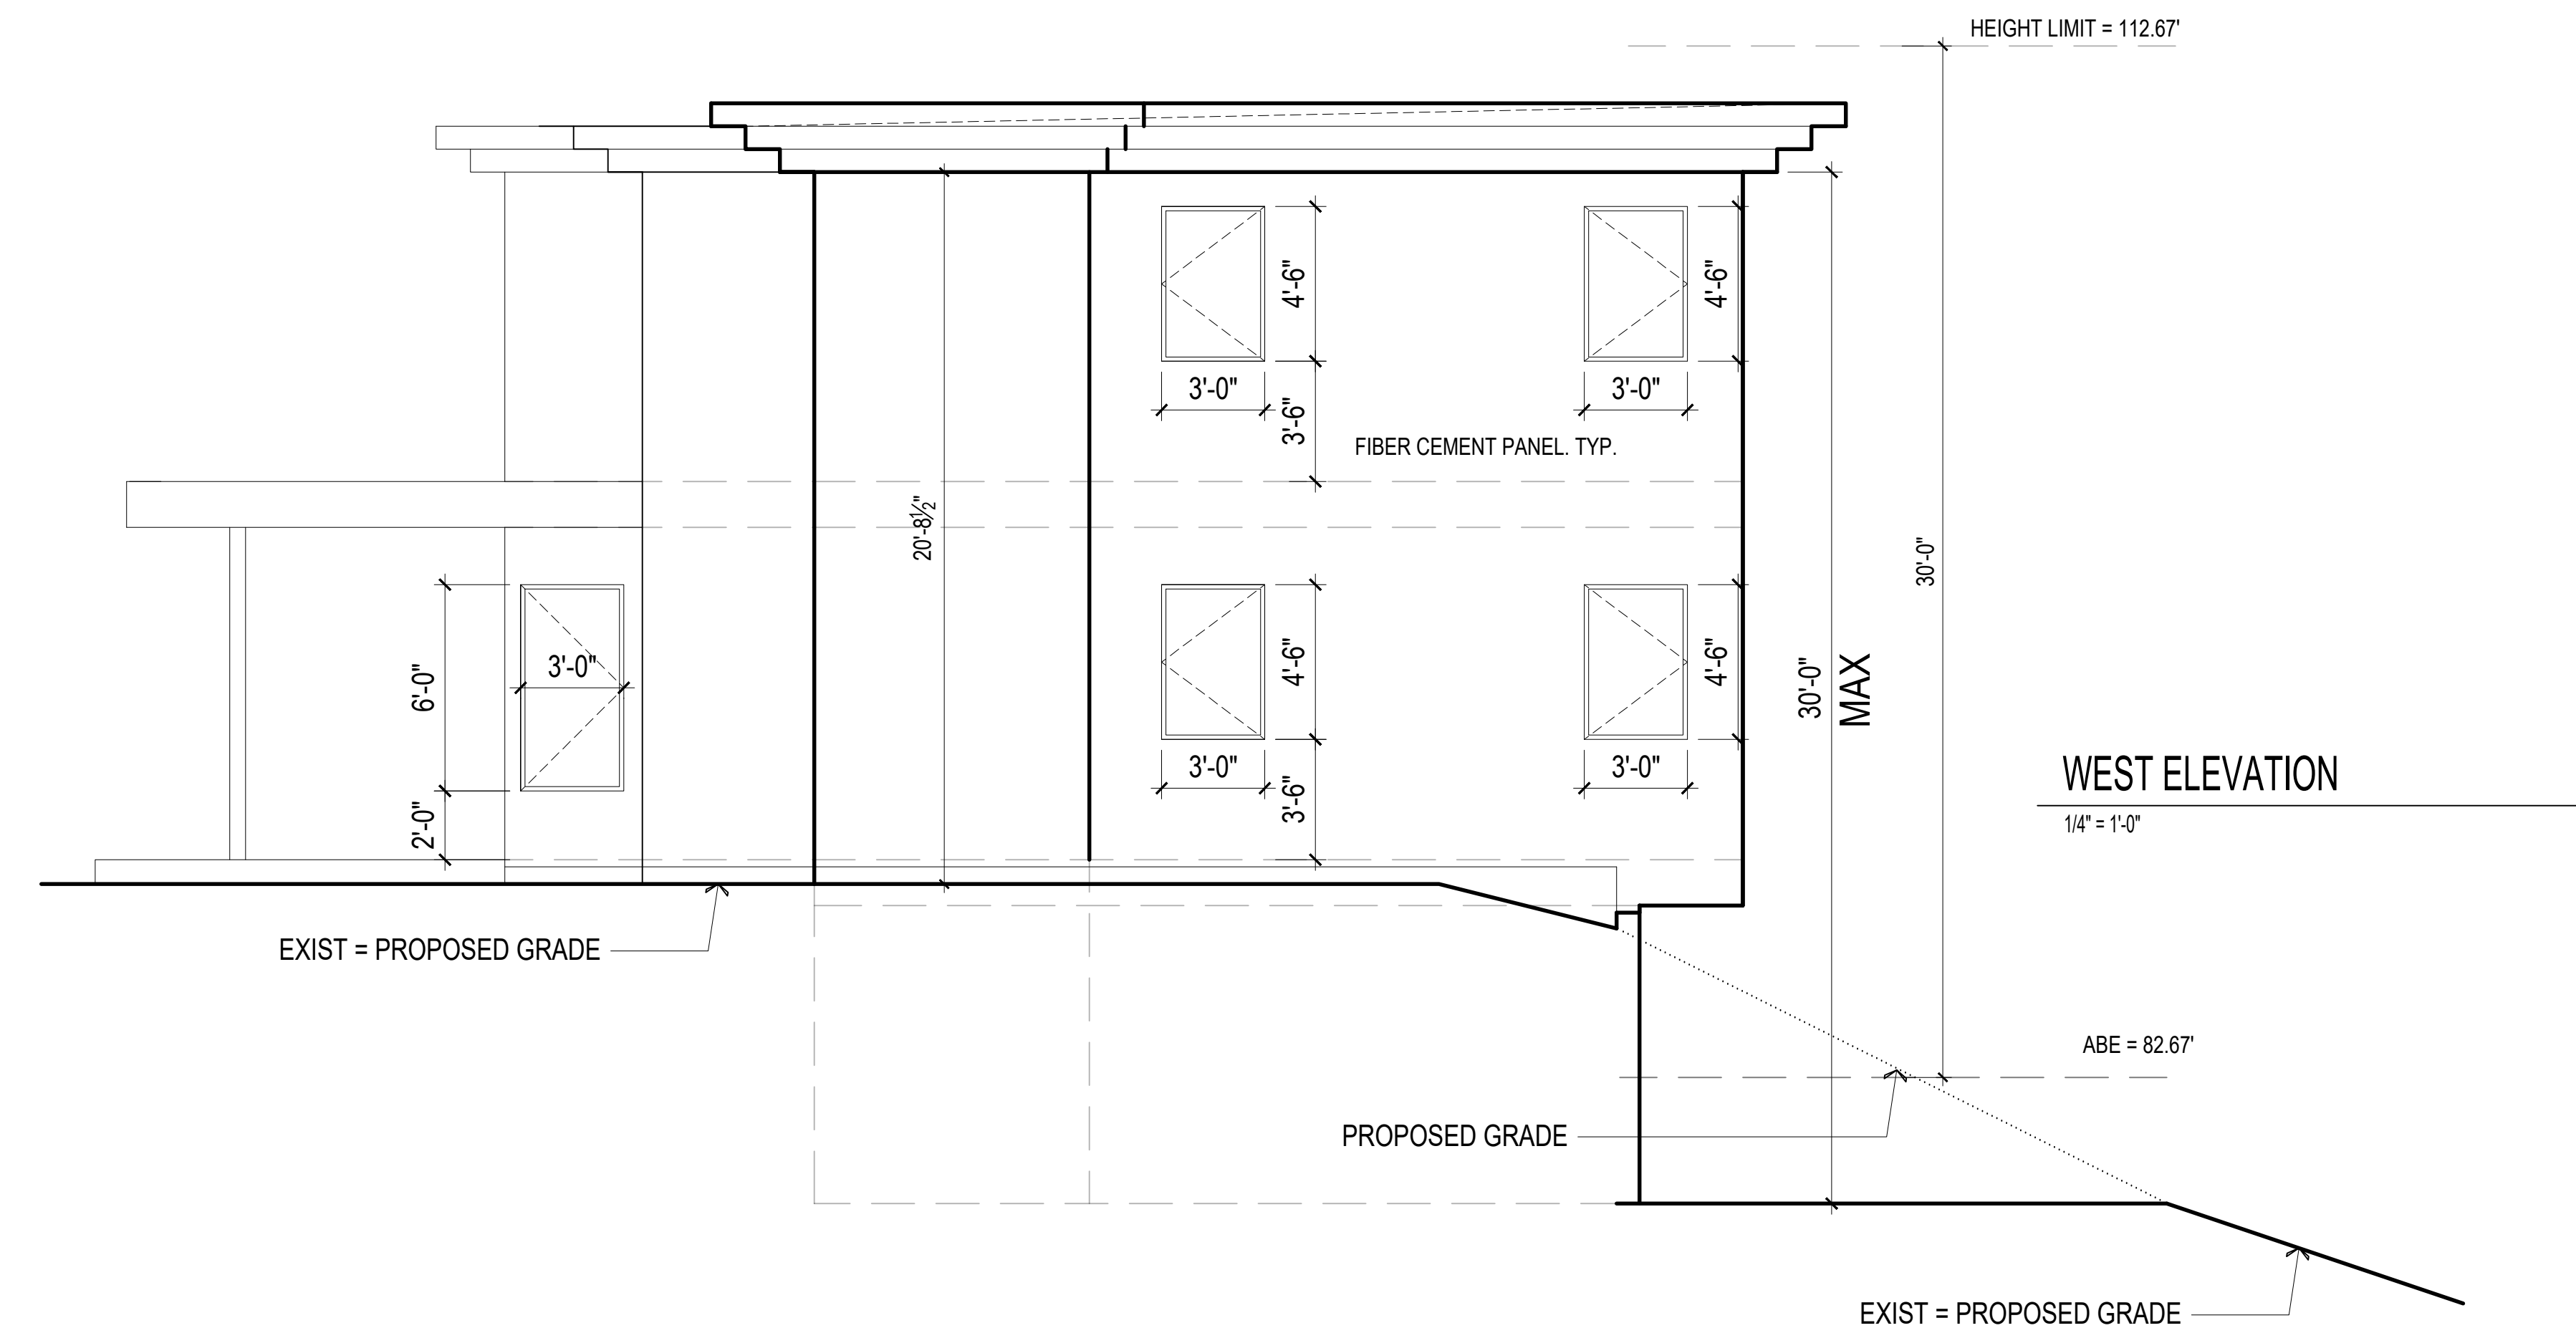 HEIGHT LIMIT = 112.67'
4'-6"
4'-6"
3'-0"
3'-0"
3'-6"
FIBER CEMENT PANEL. TYP.
20'-8½"
30'-0"
6'-0"
3'-0"
4'-6"
4'-6"
30'-0"
MAX
WEST ELEVATION
1/4" = 1'-0"
3'-0"
3'-0"
2'-0"
3'-6"
EXIST = PROPOSED GRADE
ABE = 82.67'
PROPOSED GRADE
EXIST = PROPOSED GRADE